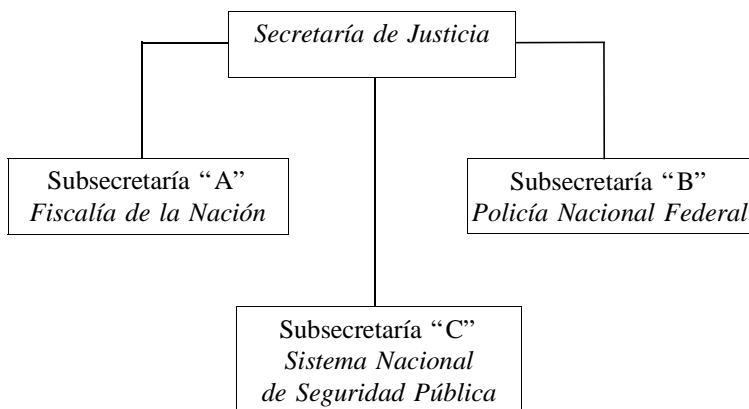 Secretaría de Justicia
Subsecretaría “A”
Fiscalía de la Nación
Subsecretaría “B”
Policía Nacional Federal
Subsecretaría “C”
Sistema Nacional
de Seguridad Pública